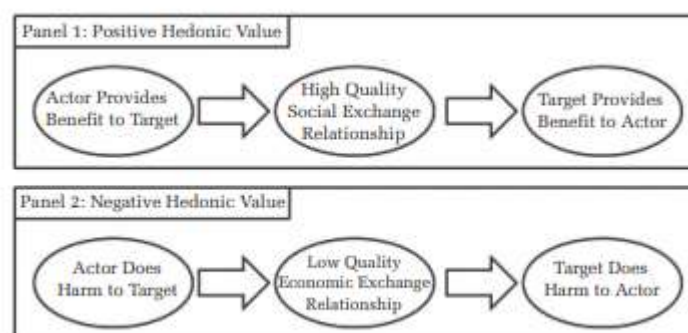 Panel 1: Positive Hedonic Value
Actor Provides
Benefit to Target
High Quality
Social Exchange
Relationship
Target Provides
Benefit to Actor
Panel 2: Negative Hedonic Value
Actor Does
Harm to Target
Low Quality
Economic Exchange
Relationship
Target Does
Harm to Actor